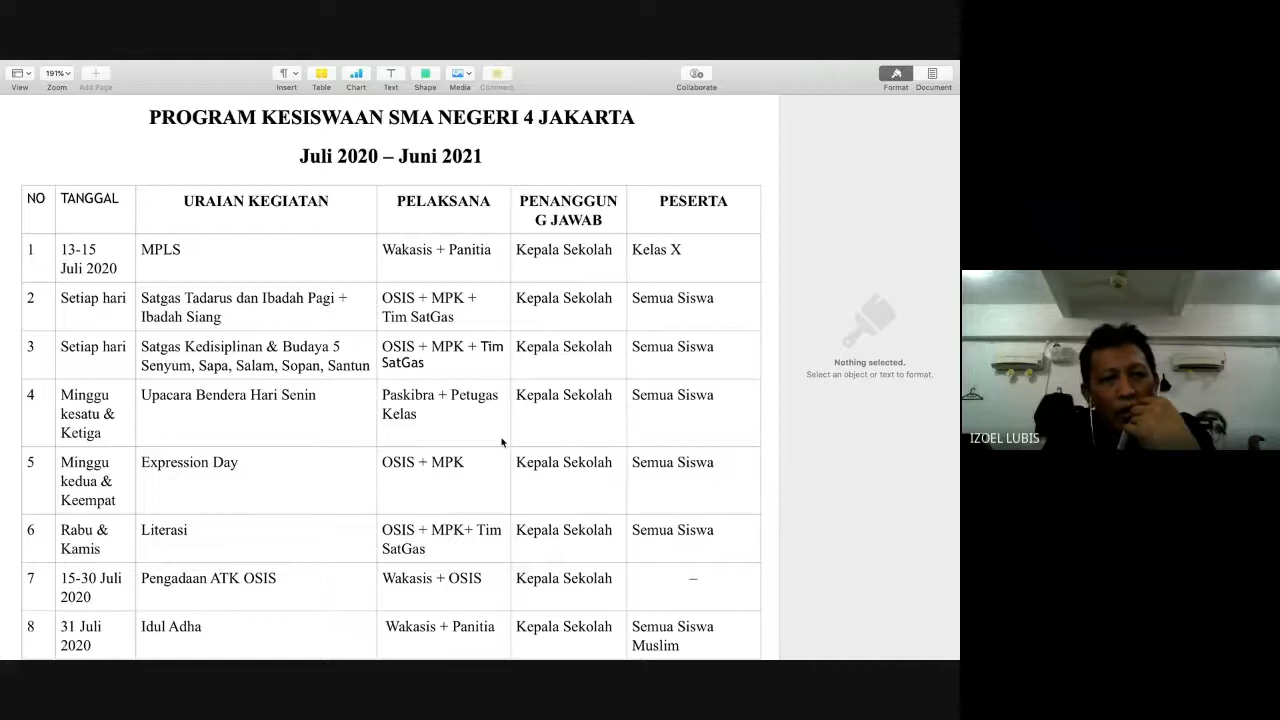 View
191%
Zoom
Add Page
Insert
Table
Chart
Text
Shape
Media
Comment
Collaborate
Format
Document
PROGRAM KESISWAAN SMA NEGERI 4 JAKARTA
Juli 2020 – Juni 2021
NO TANGGAL URAIAN KEGIATAN PELAKSANA PENANGGUN
G JAWAB PESERTA
1 13-15
Juli 2020 MPLS Wakasis + Panitia Kepala Sekolah Kelas X
2 Setiap hari Satgas Tadarus dan Ibadah Pagi +
Ibadah Siang OSIS + MPK +
Tim SatGas Kepala Sekolah Semua Siswa
3 Setiap hari Satgas Kedisiplinan & Budaya 5
Senyum, Sapa, Salam, Sopan, Santun OSIS + MPK + Tim
SatGas Kepala Sekolah Semua Siswa
4 Minggu
kesatu &
Ketiga Upacara Bendera Hari Senin Paskibra + Petugas
Kelas Kepala Sekolah Semua Siswa
5 Minggu
kedua &
Keempat Expression Day OSIS + MPK Kepala Sekolah Semua Siswa
6 Rabu &
Kamis Literasi OSIS + MPK+ Tim
SatGas Kepala Sekolah Semua Siswa
7 15-30 Juli
2020 Pengadaan ATK OSIS Wakasis + OSIS Kepala Sekolah –
8 31 Juli
2020 Idul Adha Wakasis + Panitia Kepala Sekolah Semua Siswa
Muslim
Nothing selected.
Select an object or text to format.
IZOEL LUBIS